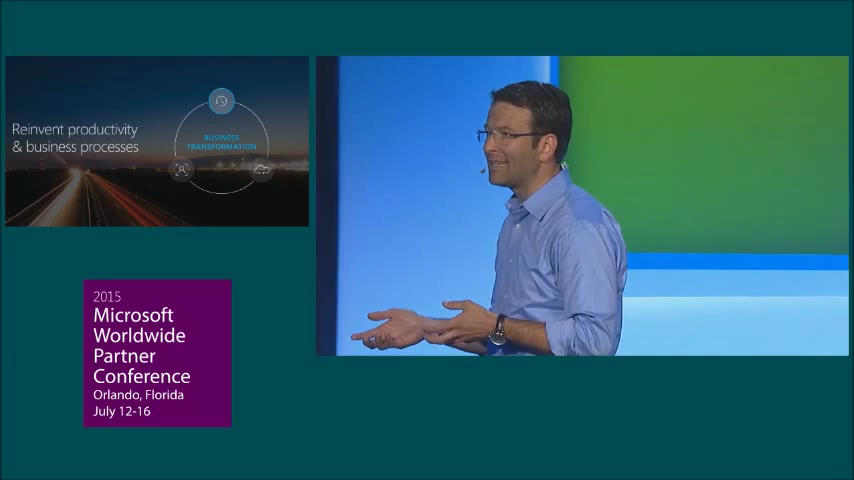 Reinvent productivity
& business processes
BUSINESS
TRANSFORMATION
2015
Microsoft
Worldwide
Partner
Conference
Orlando, Florida
July 12-16